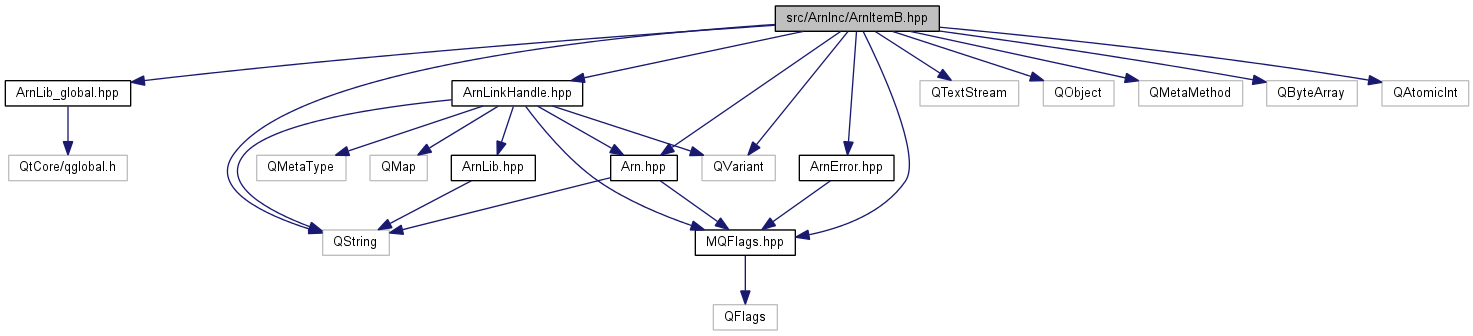 src/ArnInc/ArnItemB.hpp
ArnLib_global.hpp
ArnLinkHandle.hpp
QTextStream
QObject
QMetaMethod
QByteArray
QAtomicInt
QtCore/qglobal.h
QMetaType
QMap
ArnLib.hpp
Arn.hpp
QVariant
ArnError.hpp
QString
MQFlags.hpp
QFlags